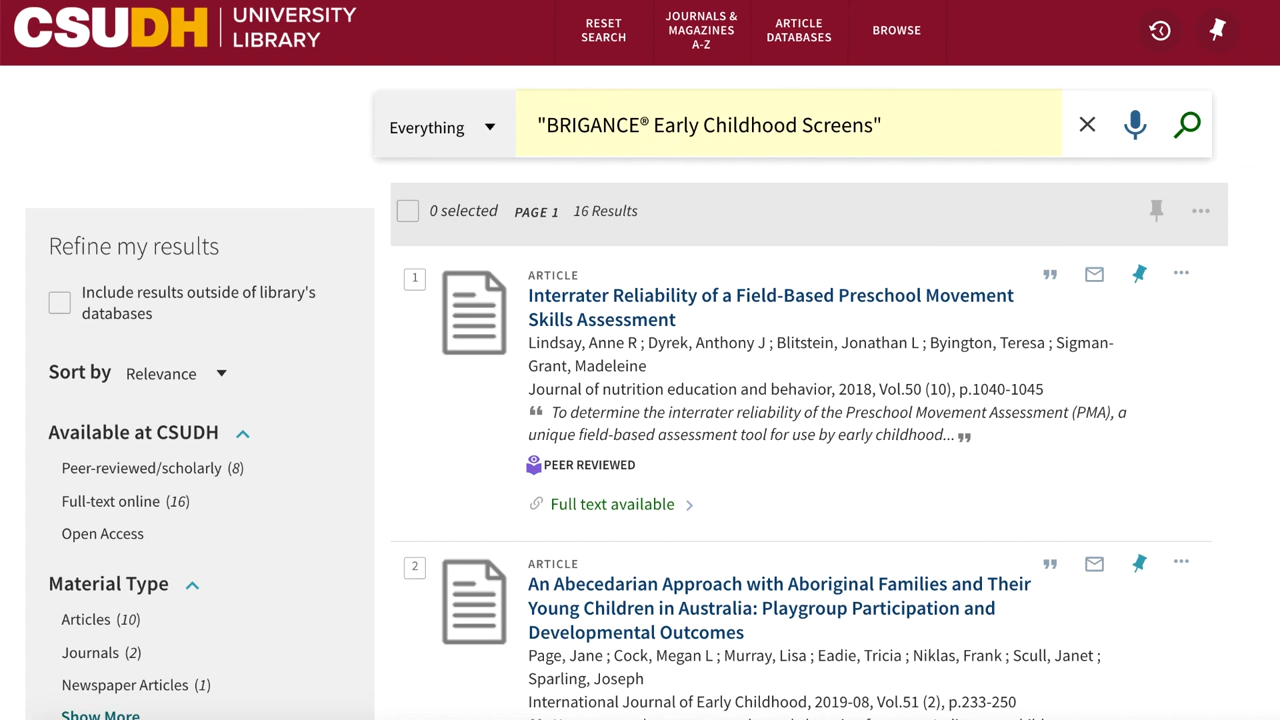 CSUDH UNIVERSITY LIBRARY
RESET SEARCH
JOURNALS & MAGAZINES A-Z
ARTICLE DATABASES
BROWSE
Everything
"BRIGANCE® Early Childhood Screens"
0 selected PAGE 1 16 Results
Refine my results
Include results outside of library's
databases
Sort by Relevance
Available at CSUDH
Peer-reviewed/scholarly (8)
Full-text online (16)
Open Access
Material Type
Articles (10)
Journals (2)
Newspaper Articles (1)
Show More
1
ARTICLE
Interrater Reliability of a Field-Based Preschool Movement
Skills Assessment
Lindsay, Anne R ; Dyrek, Anthony J ; Blitstein, Jonathan L ; Byington, Teresa ; Sigman-
Grant, Madeleine
Journal of nutrition education and behavior, 2018, Vol.50 (10), p.1040-1045
❝ To determine the interrater reliability of the Preschool Movement Assessment (PMA), a
unique field-based assessment tool for use by early childhood... ❞
PEER REVIEWED
Full text available
2
ARTICLE
An Abecedarian Approach with Aboriginal Families and Their
Young Children in Australia: Playgroup Participation and
Developmental Outcomes
Page, Jane ; Cock, Megan L ; Murray, Lisa ; Eadie, Tricia ; Niklas, Frank ; Scull, Janet ;
Sparling, Joseph
International Journal of Early Childhood, 2019-08, Vol.51 (2), p.233-250